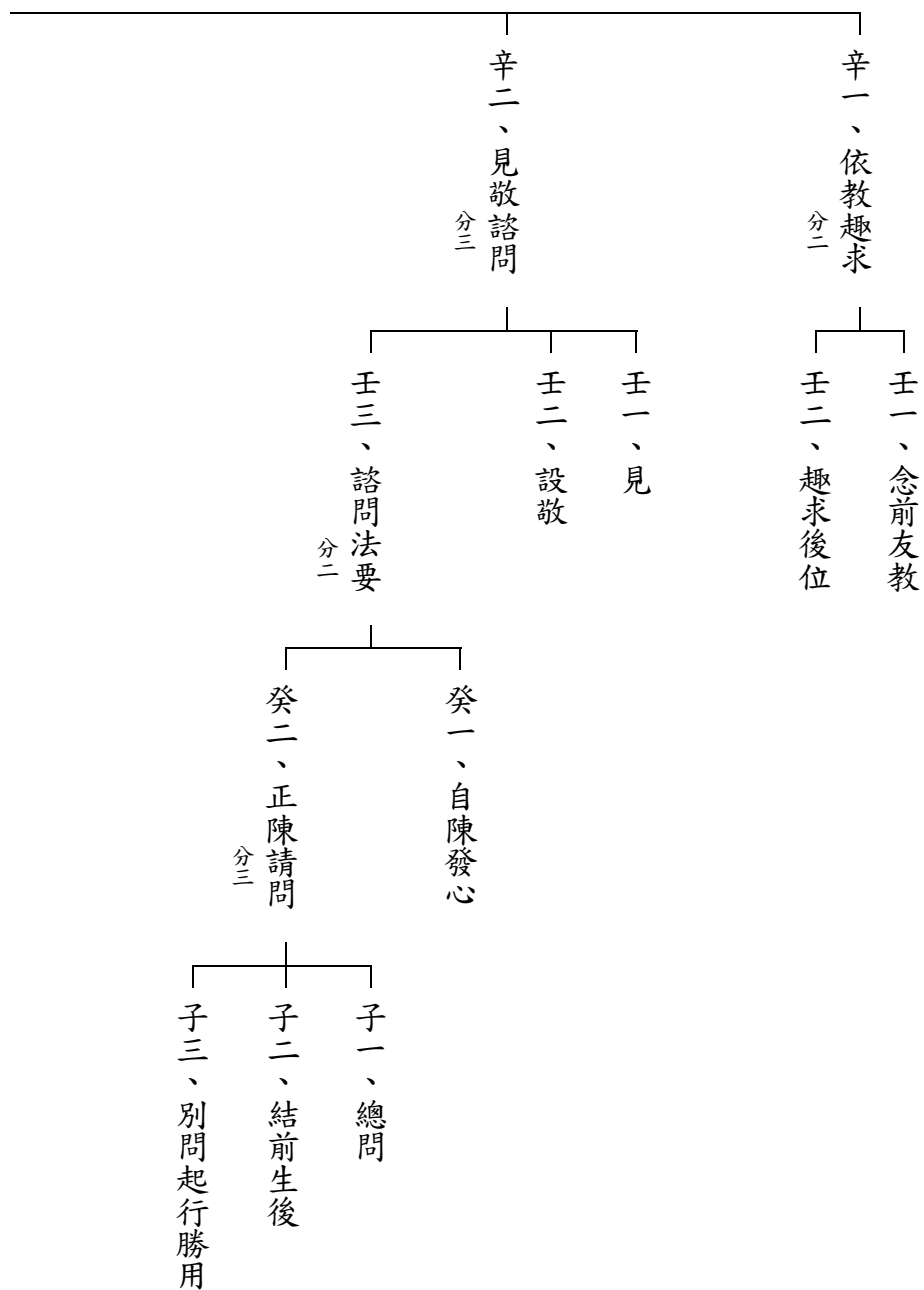 辛一、依教趣求
分二
壬一、念前友教
壬二、趣求後位
辛二、見敬諮問
分三
壬一、見
壬二、設敬
壬三、諮問法要
分二
癸一、自陳發心
癸二、正陳請問
分三
子一、總問
子二、結前生後
子三、別問起行勝用